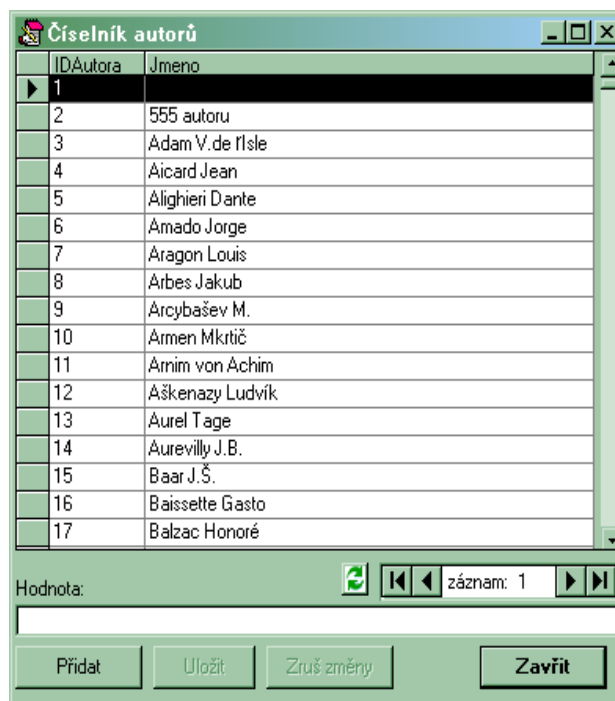 Číselník autorů
IDAutora Jmeno
1
2 555 autoru
3 Adam V.de l'Isle
4 Aicard Jean
5 Alighieri Dante
6 Amado Jorge
7 Aragon Louis
8 Arbes Jakub
9 Arcybašev M.
10 Armen Mkrtič
11 Arnim von Achim
12 Aškenazy Ludvík
13 Aurel Tage
14 Aurevilly J.B.
15 Baar J.Š.
16 Baissette Gasto
17 Balzac Honoré
záznam: 1
Hodnota:
Přidat Uložit Zruš změny Zavřít